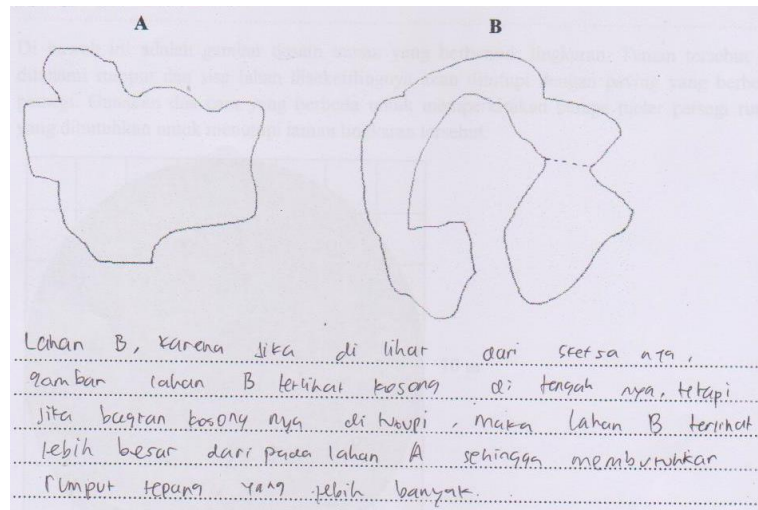 A B
Lahan B, karena jika di lihat dari sketsa nya,
gambar lahan B terlihat kosong di tengah nya, tetapi
jika bagian kosong nya di tutupi, maka lahan B terlihat
lebih besar dari pada lahan A sehingga membutuhkan
rumput yang lebih banyak.